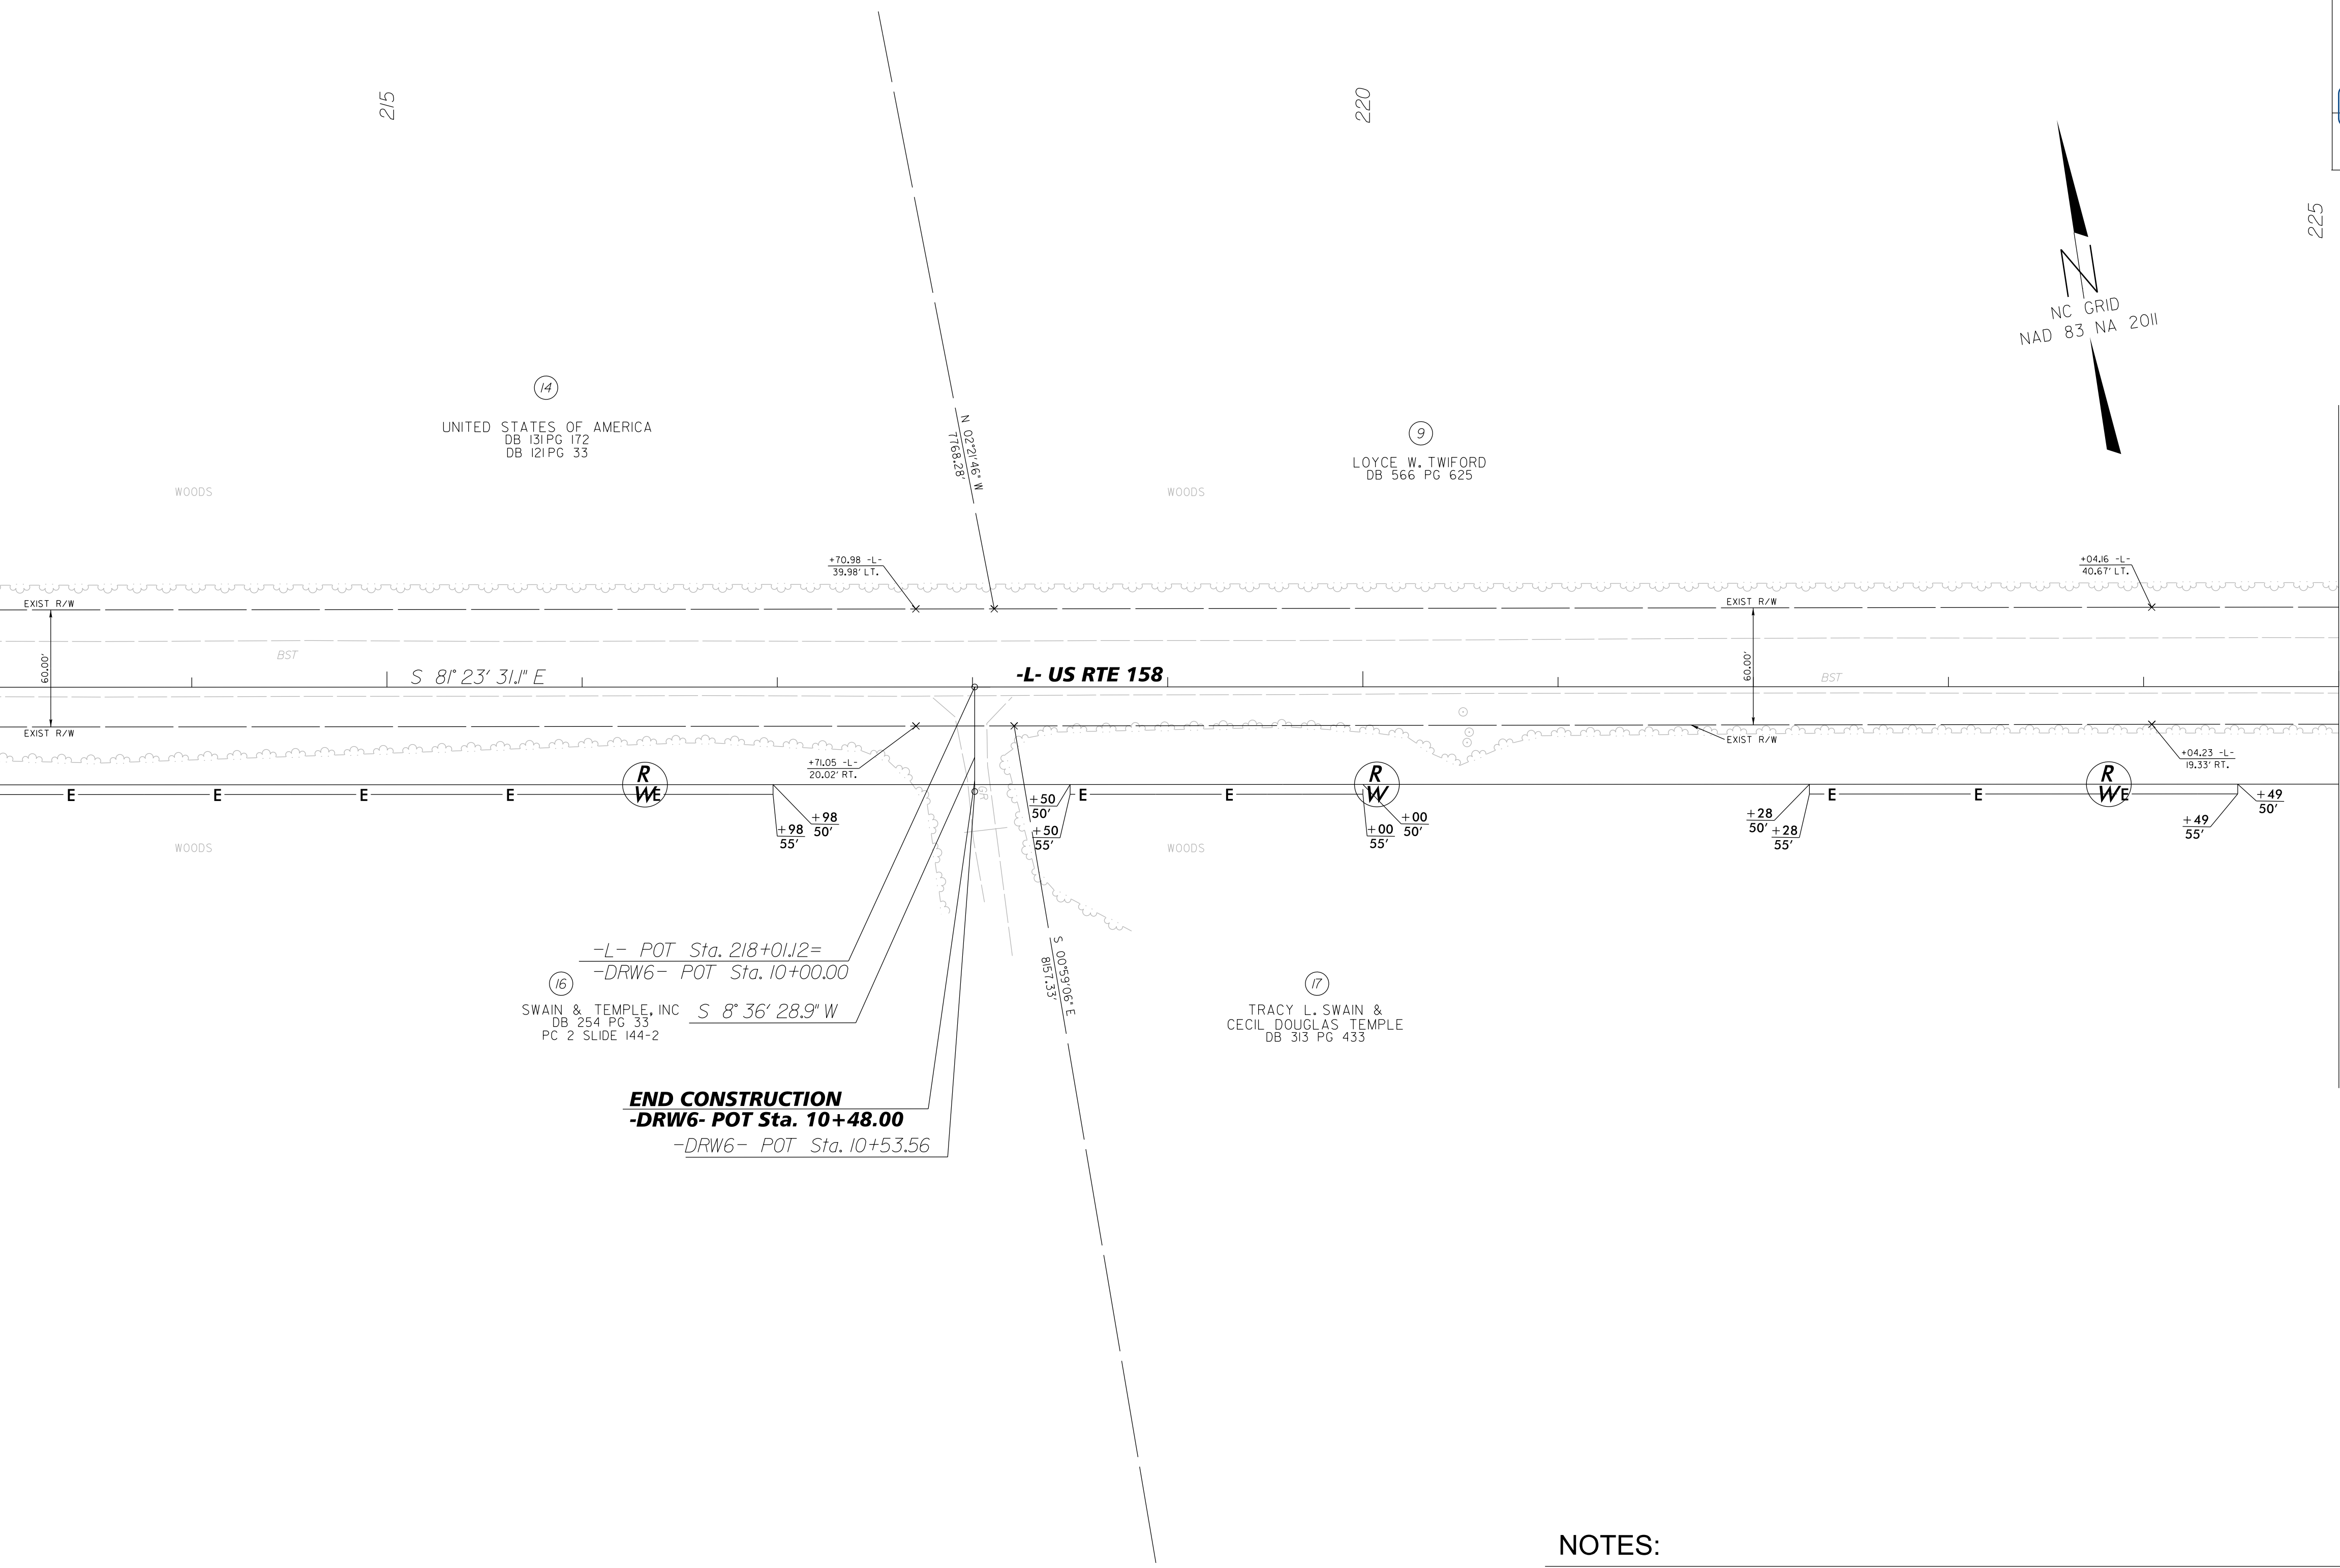 215
220
225
NC GRID
NAD 83 NA 2011
14
UNITED STATES OF AMERICA
DB 131 PG 172
DB 121 PG 33
N 02°21'46" W
7768.28'
9
LOYCE W. TWIFORD
DB 566 PG 625
WOODS
WOODS
+70.98 -L-
39.98' LT.
+04.16 -L-
40.67' LT.
EXIST R/W
EXIST R/W
60.00'
BST
S 81° 23' 31.1" E
-L- US RTE 158
60.00'
BST
EXIST R/W
EXIST R/W
+71.05 -L-
20.02' RT.
+04.23 -L-
19.33' RT.
E
E
E
E
R
W
E
+98
50'
+98
55'
GR
+50
50'
+50
55'
E
E
R
W
+00
50'
+00
55'
+28
50'
+28
55'
E
E
R
W
E
+49
50'
+49
55'
WOODS
WOODS
-L- POT Sta. 218+01.12=
-DRW6- POT Sta. 10+00.00
16
SWAIN & TEMPLE, INC
DB 254 PG 33
PC 2 SLIDE 144-2
S 8° 36' 28.9" W
S 00°59'06" E
8157.33'
17
TRACY L. SWAIN &
CECIL DOUGLAS TEMPLE
DB 313 PG 433
END CONSTRUCTION
-DRW6- POT Sta. 10+48.00
-DRW6- POT Sta. 10+53.56
NOTES: